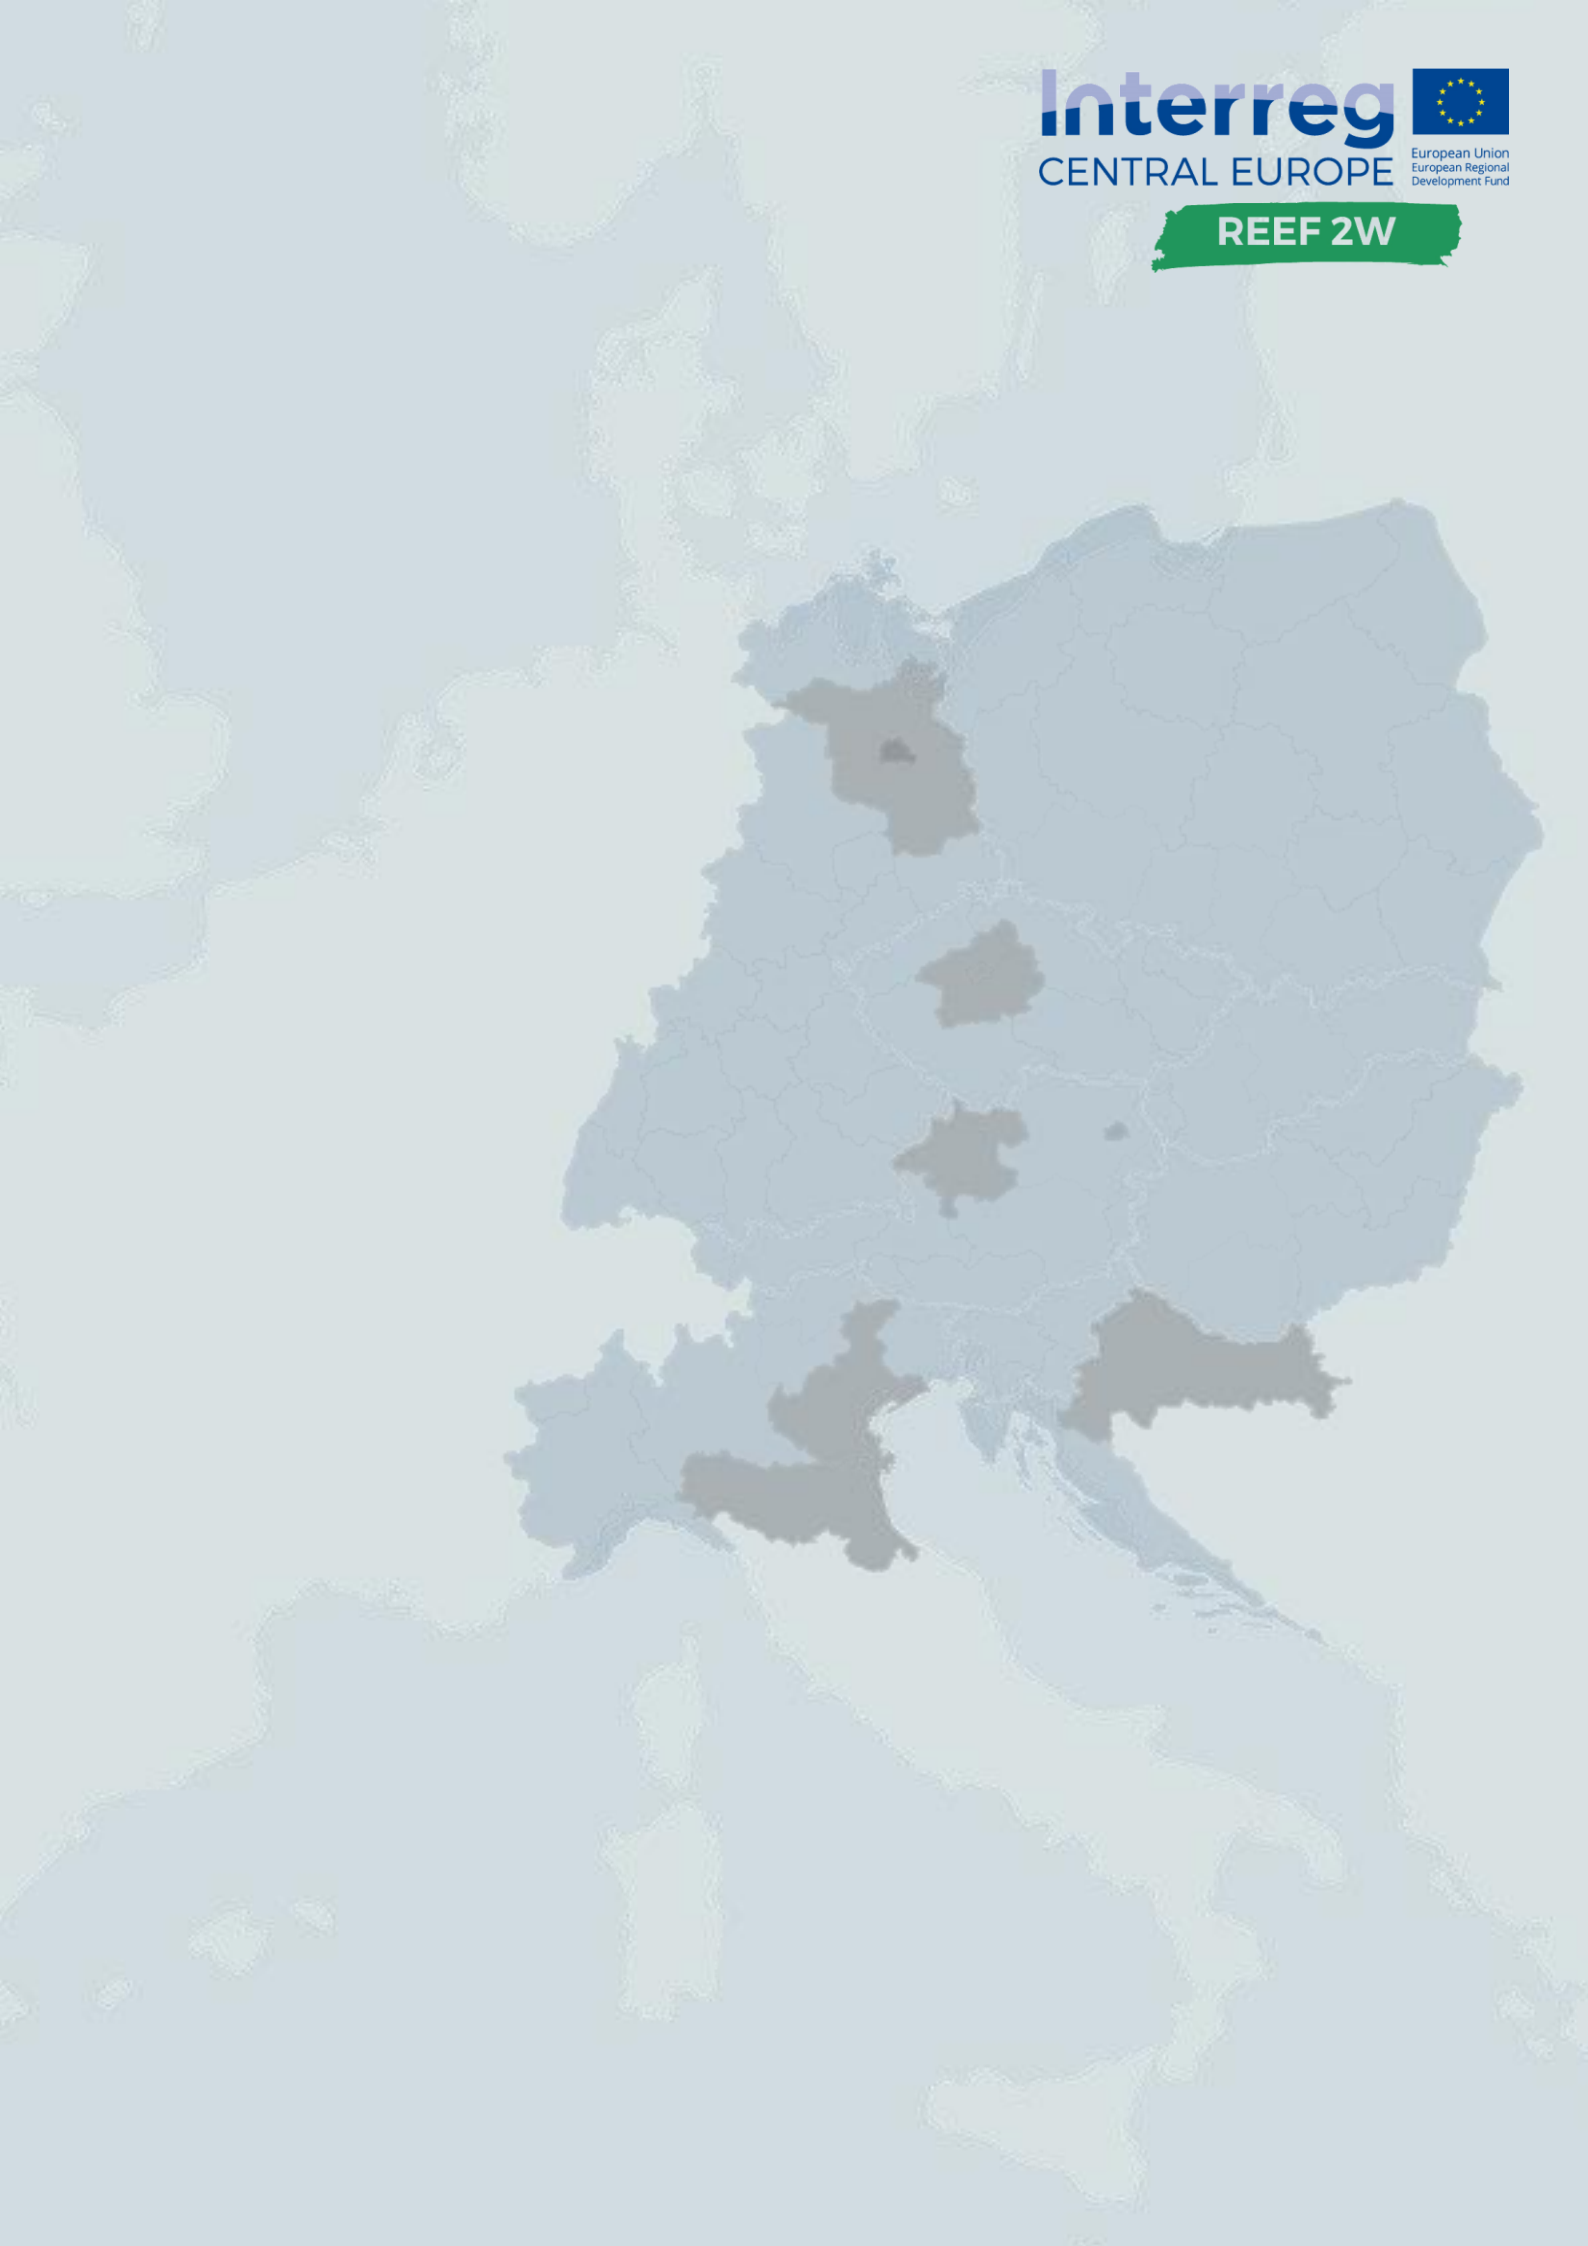 Interreg
CENTRAL EUROPE
European Union
European Regional
Development Fund
REEF 2W